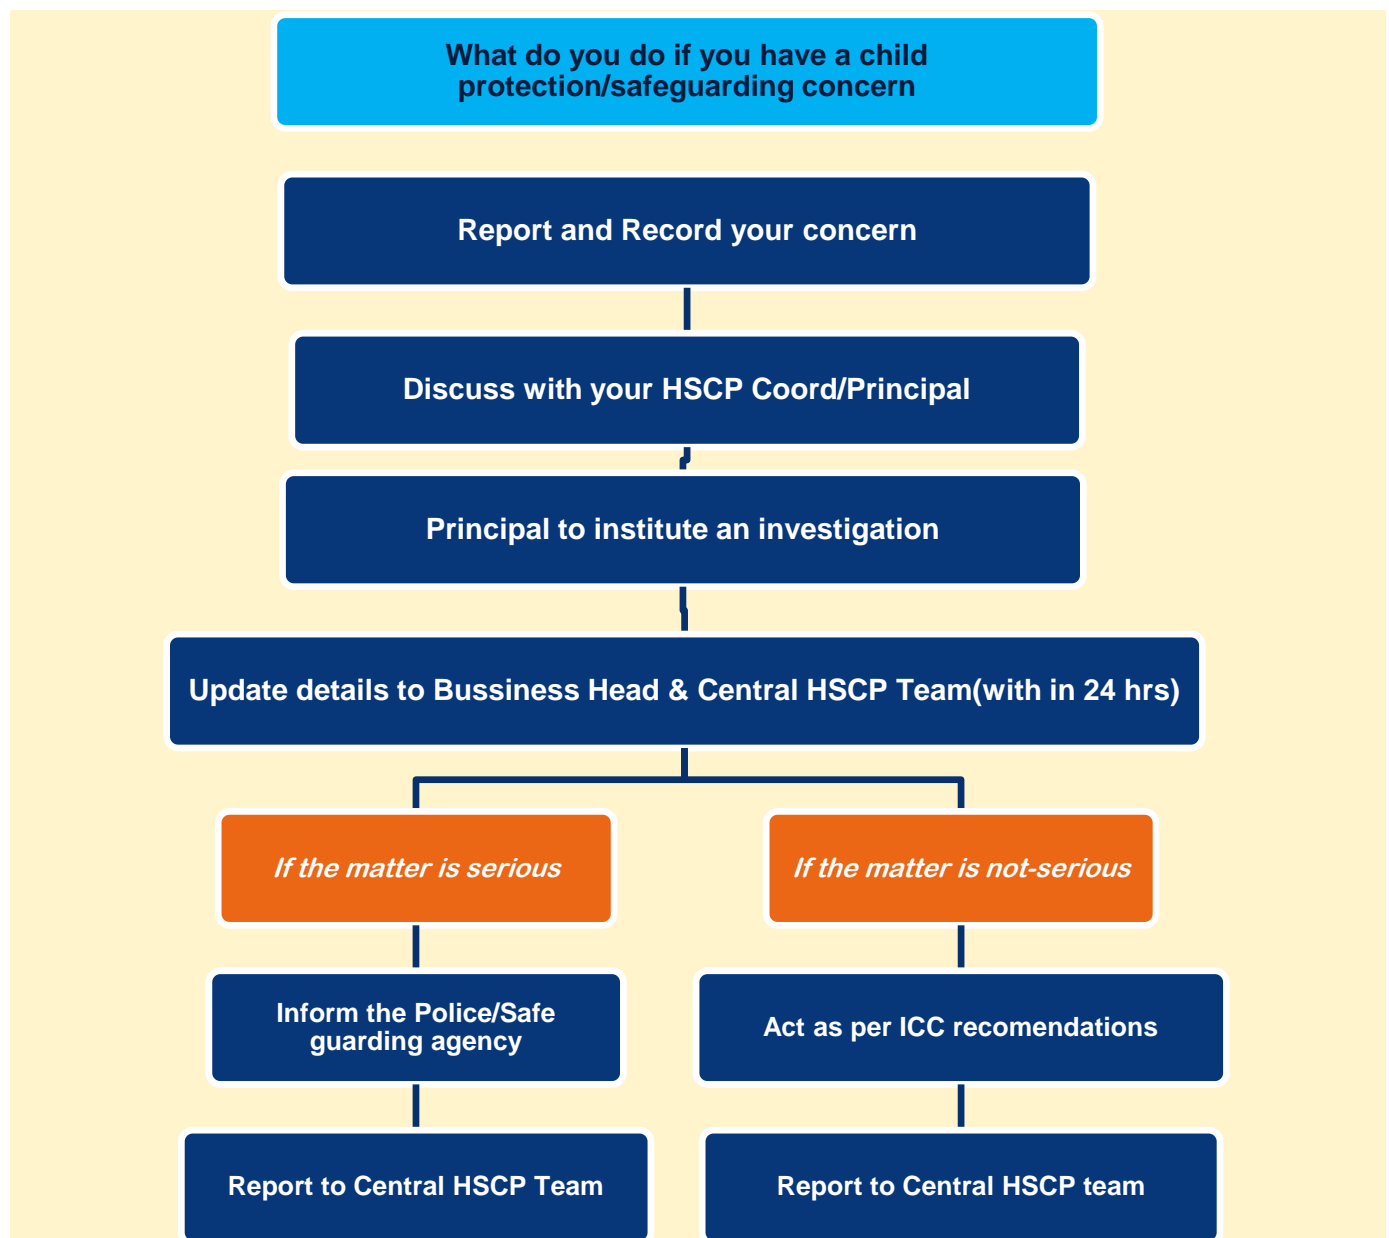 What do you do if you have a child
protection/safeguarding concern
Report and Record your concern
Discuss with your HSCP Coord/Principal
Principal to institute an investigation
Update details to Bussiness Head & Central HSCP Team(with in 24 hrs)
If the matter is serious
If the matter is not-serious
Inform the Police/Safe
guarding agency
Act as per ICC recomendations
Report to Central HSCP Team
Report to Central HSCP team